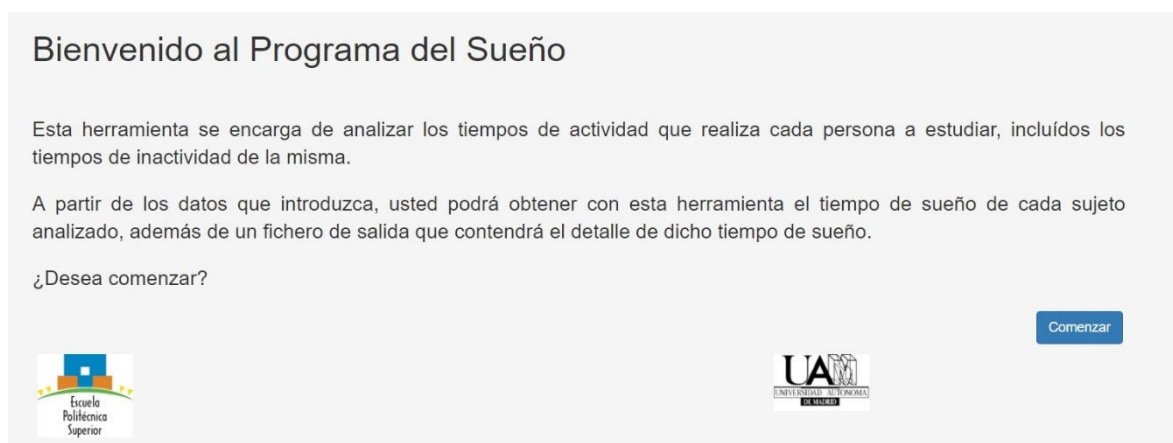 Bienvenido al Programa del Sueño
Esta herramienta se encarga de analizar los tiempos de actividad que realiza cada persona a estudiar, incluídos los
tiempos de inactividad de la misma.
A partir de los datos que introduzca, usted podrá obtener con esta herramienta el tiempo de sueño de cada sujeto
analizado, además de un fichero de salida que contendrá el detalle de dicho tiempo de sueño.
¿Desea comenzar?
Comenzar
Escuela
Politécnica
Superior
UAM
UNIVERSIDAD AUTONOMA
DE MADRID